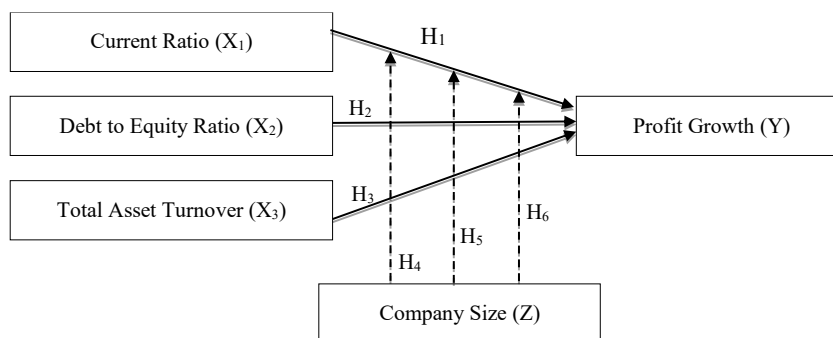 Current Ratio (X₁)
H₁
Debt to Equity Ratio (X₂)
H₂
Profit Growth (Y)
Total Asset Turnover (X₃)
H₃
H₄
H₅
H₆
Company Size (Z)